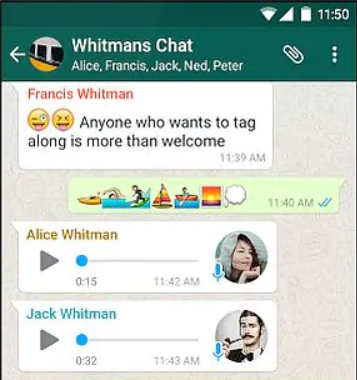 11:50
Whitmans Chat
Alice, Francis, Jack, Ned, Peter
Francis Whitman
Anyone who wants to tag
along is more than welcome
11:39 AM
11:40 AM
Alice Whitman
0:15 11:42 AM
Jack Whitman
0:32 11:43 AM